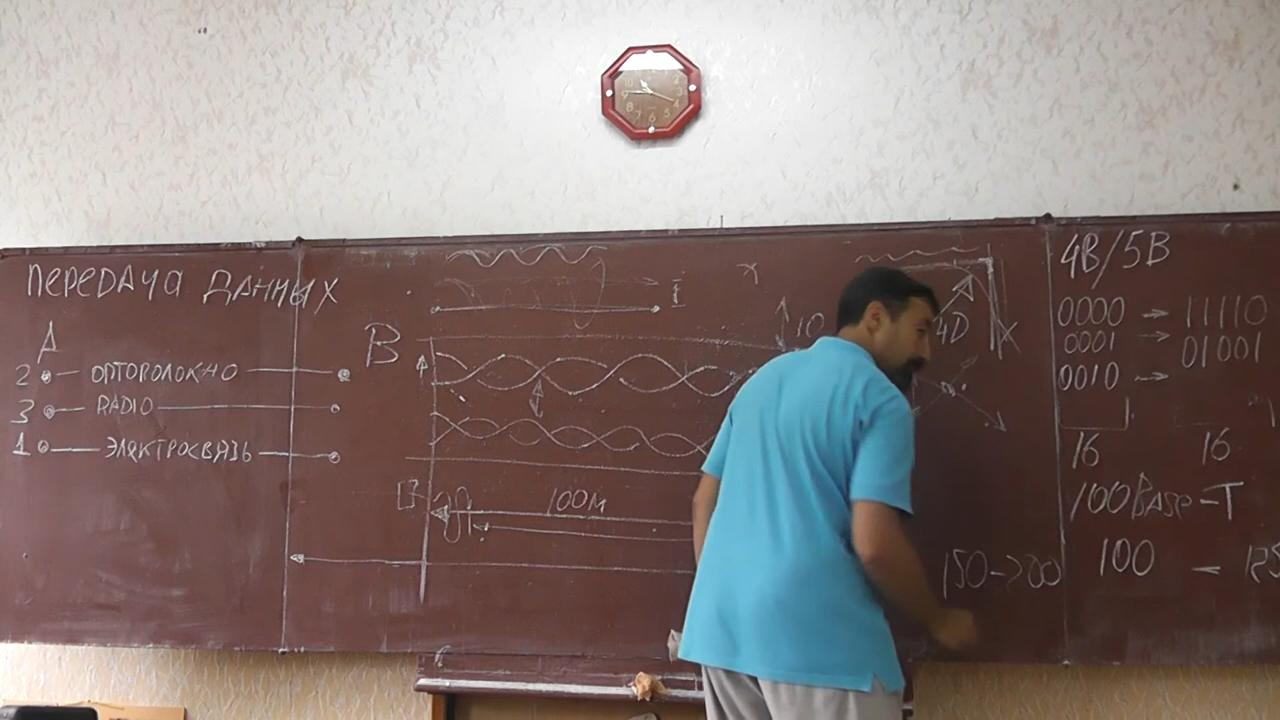 Передача данных
А
2 ОПТОВОЛОКНО
3 RADIO
1 ЭЛЕКТРОСВЯЗЬ
B
10
4D
100м
150->200
4B/5B
0000 → 11110
0001 → 01001
0010 →
16 16
100Base-T
100 - 125